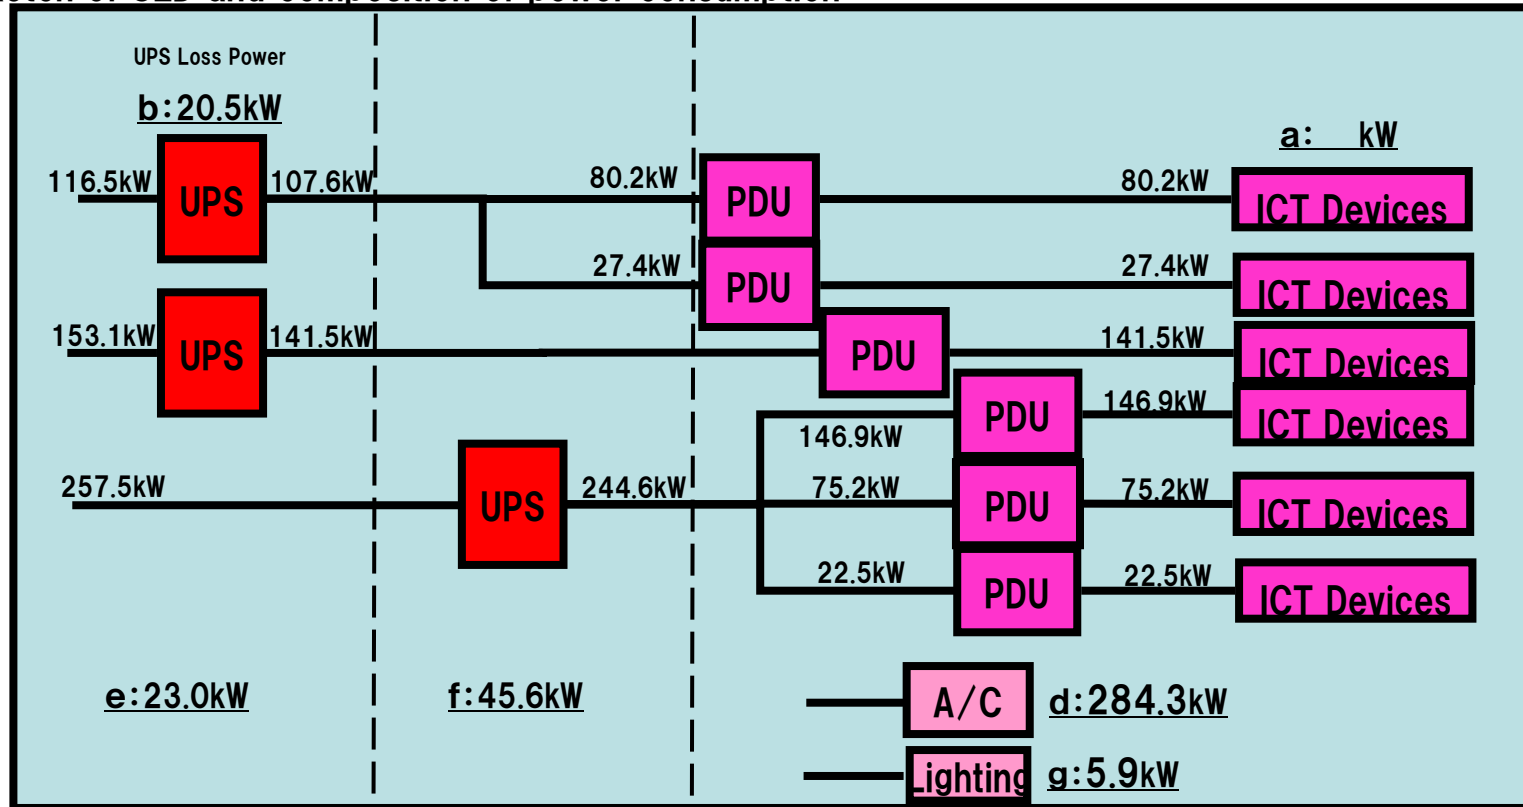 UPS Loss Power
b:20.5kW
a: kW
116.5kW
UPS
107.6kW
80.2kW
PDU
80.2kW
ICT Devices
27.4kW
PDU
27.4kW
ICT Devices
153.1kW
UPS
141.5kW
PDU
141.5kW
ICT Devices
146.9kW
PDU
146.9kW
ICT Devices
257.5kW
UPS
244.6kW
75.2kW
PDU
75.2kW
ICT Devices
22.5kW
PDU
22.5kW
ICT Devices
e:23.0kW
f:45.6kW
A/C
d:284.3kW
Lighting
g:5.9kW